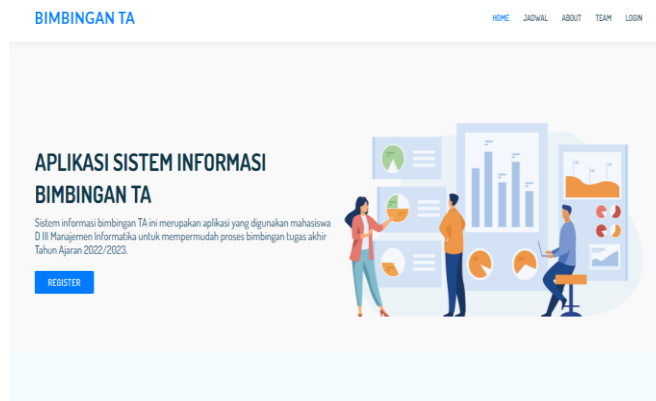 BIMBINGAN TA
HOME JADWAL ABOUT TEAM LOGIN
APLIKASI SISTEM INFORMASI
BIMBINGAN TA
Sistem informasi bimbingan TA ini merupakan aplikasi yang digunakan mahasiswa
D III Manajemen Informatika untuk mempermudah proses bimbingan tugas akhir
Tahun Ajaran 2022/2023.
REGISTER